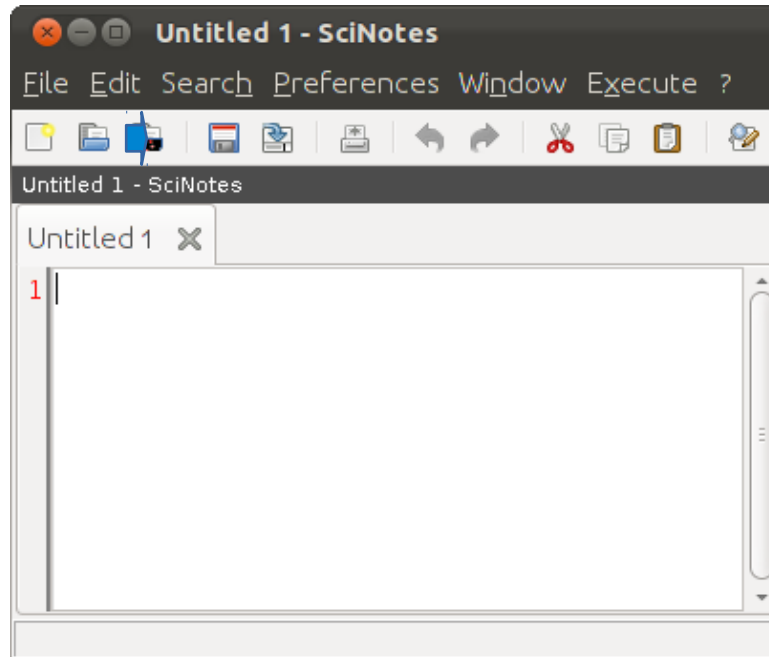 Untitled 1 - SciNotes
File Edit Search Preferences Window Execute ?
Untitled 1 - SciNotes
Untitled 1
1